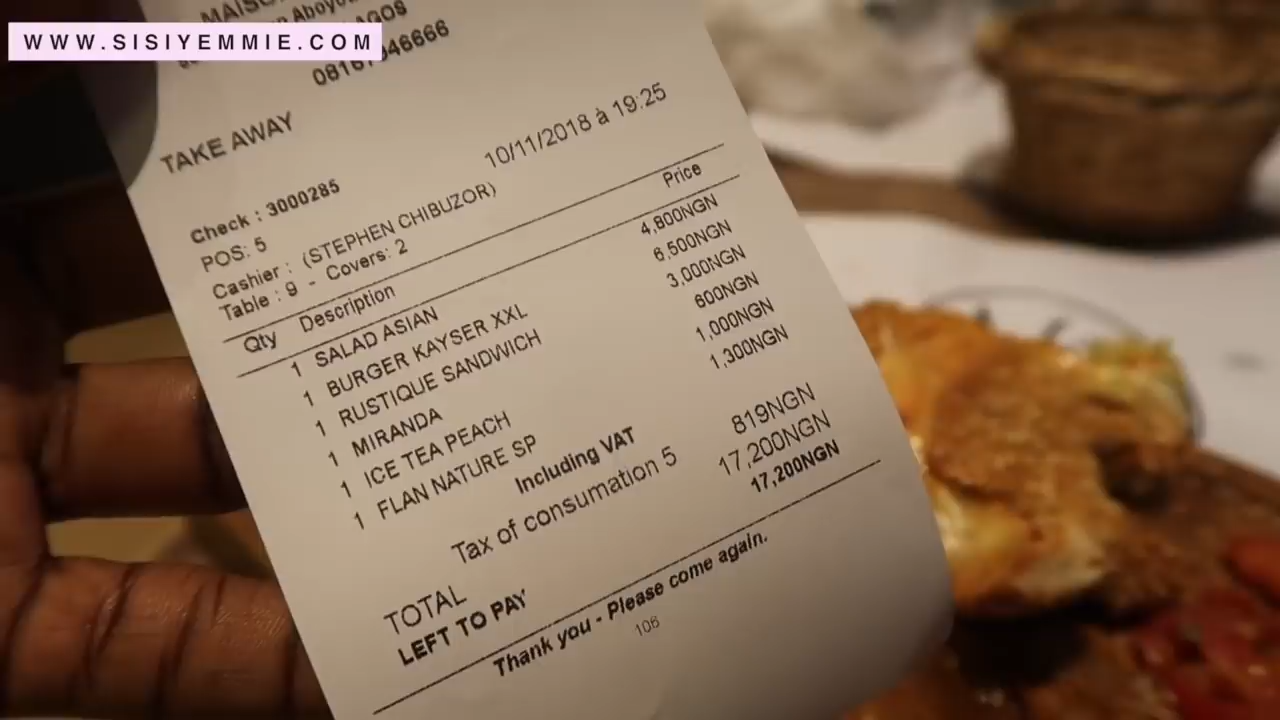 WWW.SISIYEMMIE.COM
MAISON
LAGOS
TAKE AWAY
10/11/2018 à 19:25
Check : 3000285
POS: 5
Cashier : (STEPHEN CHIBUZOR)
Table : 9 - Covers: 2
Qty Description Price
1 SALAD ASIAN 4,800NGN
1 BURGER KAYSER XXL 6,500NGN
1 RUSTIQUE SANDWICH 3,000NGN
1 MIRANDA 600NGN
1 ICE TEA PEACH 1,000NGN
1 FLAN NATURE SP 1,300NGN
Including VAT
Tax of consumation 5 819NGN
TOTAL 17,200NGN
LEFT TO PAY 17,200NGN
Thank you - Please come again.
106